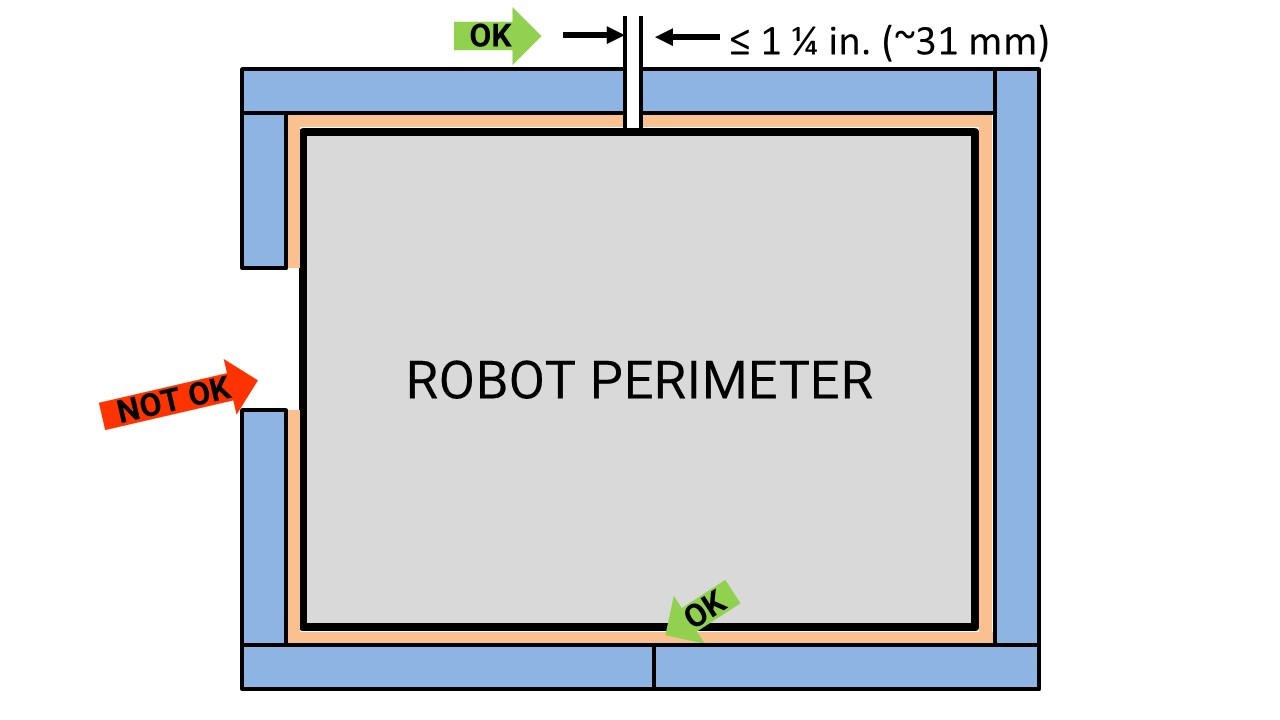 OK
≤ 1 ¼ in. (~31 mm)
ROBOT PERIMETER
NOT OK
OK